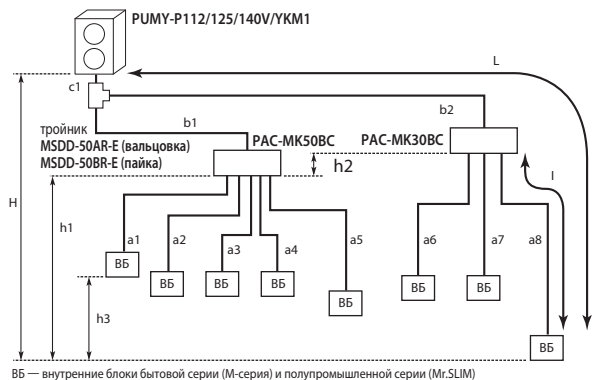 PUMY-P112/125/140V/YKM1
L
c1
b2
b1
тройник
MSDD-50AR-E (вальцовка)
MSDD-50BR-E (пайка)
PAC-MK50BC
PAC-MK30BC
h2
l
H
h1
a1
a2
a3
a4
a5
a6
a7
a8
ВБ
ВБ
ВБ
ВБ
ВБ
ВБ
ВБ
h3
ВБ
ВБ — внутренние блоки бытовой серии (М-серия) и полупромышленной серии (Mr.SLIM)